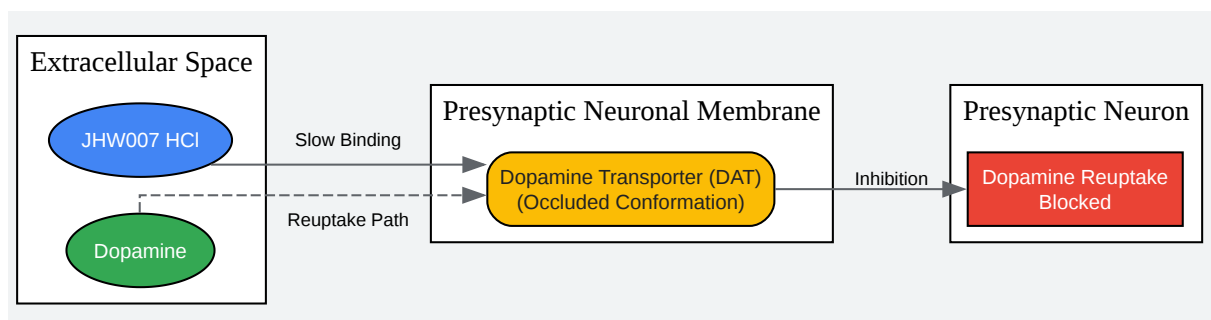 Extracellular Space
JHW007 HCl
Dopamine
Slow Binding
Reuptake Path
Presynaptic Neuronal Membrane
Dopamine Transporter (DAT)
(Occluded Conformation)
Inhibition
Presynaptic Neuron
Dopamine Reuptake
Blocked